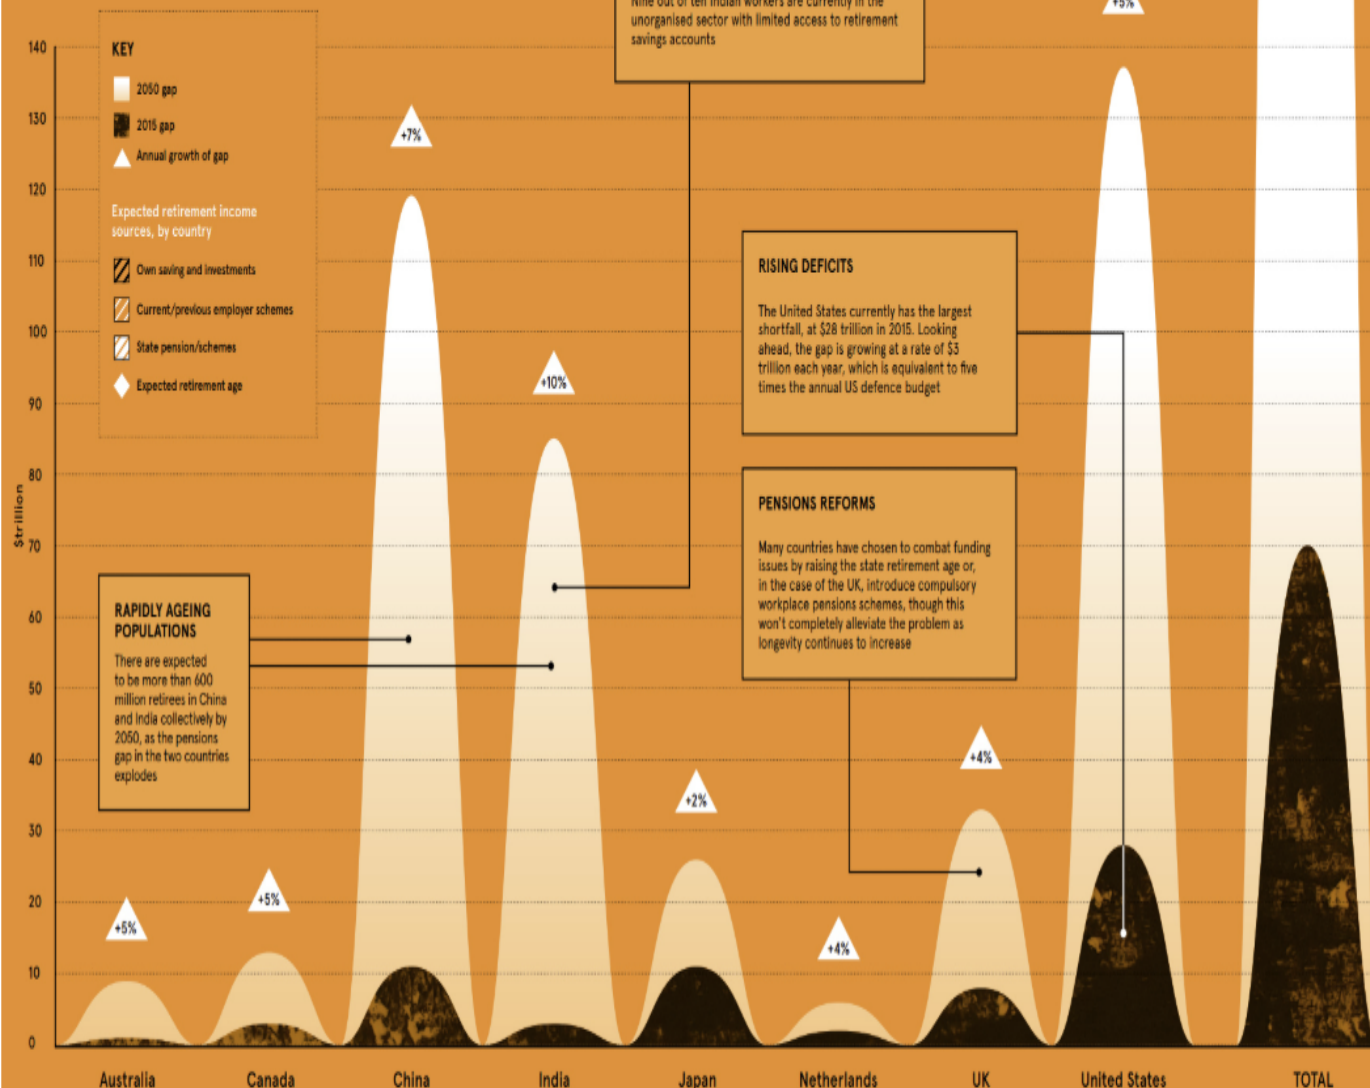 Nine out of ten Indian workers are currently in the
unorganised sector with limited access to retirement
savings accounts
+5%
140
130
120
110
100
90
80
70
60
50
40
30
20
10
0
$trillion
KEY
2050 gap
2015 gap
Annual growth of gap
Expected retirement income
sources, by country
Own saving and investments
Current/previous employer schemes
State pension/schemes
Expected retirement age
+7%
+10%
RISING DEFICITS
The United States currently has the largest
shortfall, at $28 trillion in 2015. Looking
ahead, the gap is growing at a rate of $3
trillion each year, which is equivalent to five
times the annual US defence budget
PENSIONS REFORMS
Many countries have chosen to combat funding
issues by raising the state retirement age or,
in the case of the UK, introduce compulsory
workplace pensions schemes, though this
won't completely alleviate the problem as
longevity continues to increase
RAPIDLY AGEING
POPULATIONS
There are expected
to be more than 600
million retirees in China
and India collectively by
2050, as the pensions
gap in the two countries
explodes
+5%
+5%
+2%
+4%
+4%
Australia
Canada
China
India
Japan
Netherlands
UK
United States
TOTAL